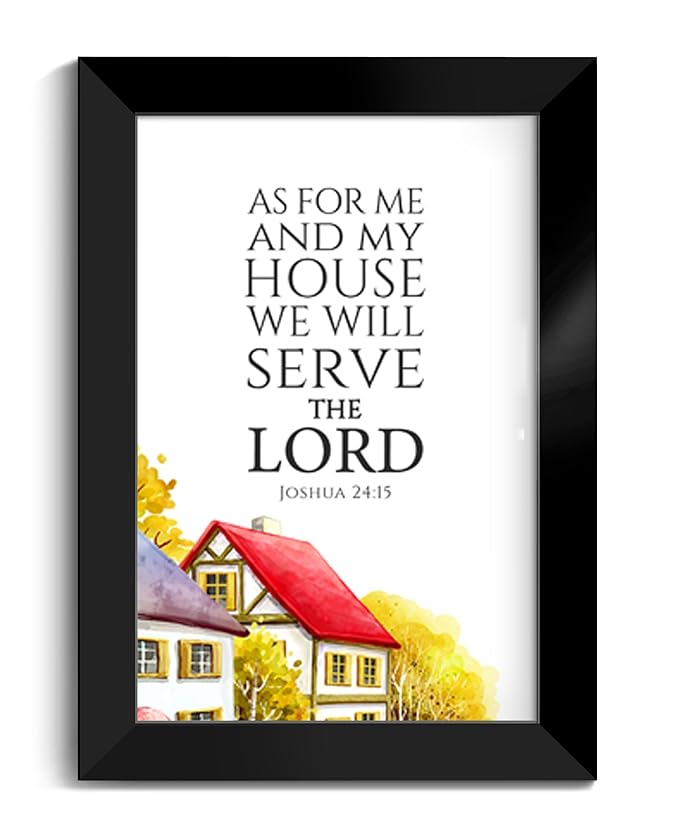 AS FOR ME
AND MY
HOUSE
WE WILL
SERVE
THE
LORD
JOSHUA 24:15